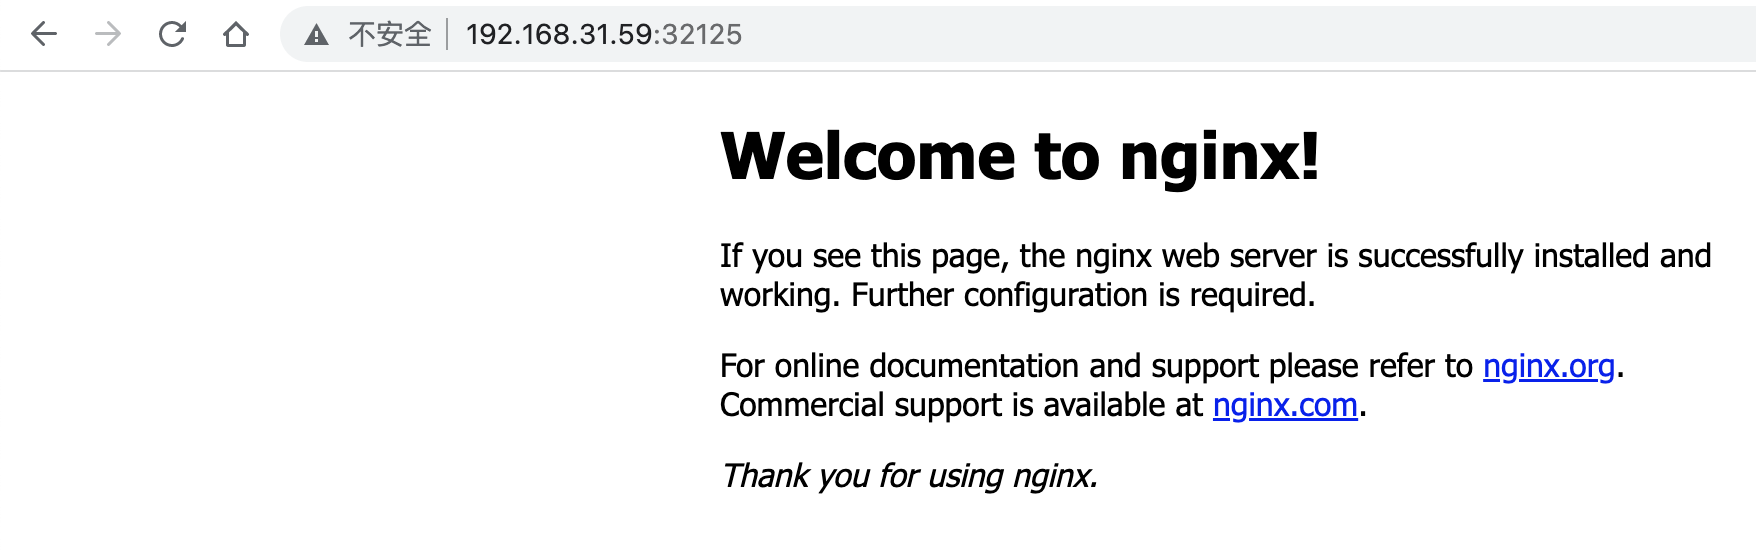 不安全 192.168.31.59:32125
Welcome to nginx!
If you see this page, the nginx web server is successfully installed and
working. Further configuration is required.
For online documentation and support please refer to nginx.org.
Commercial support is available at nginx.com.
Thank you for using nginx.